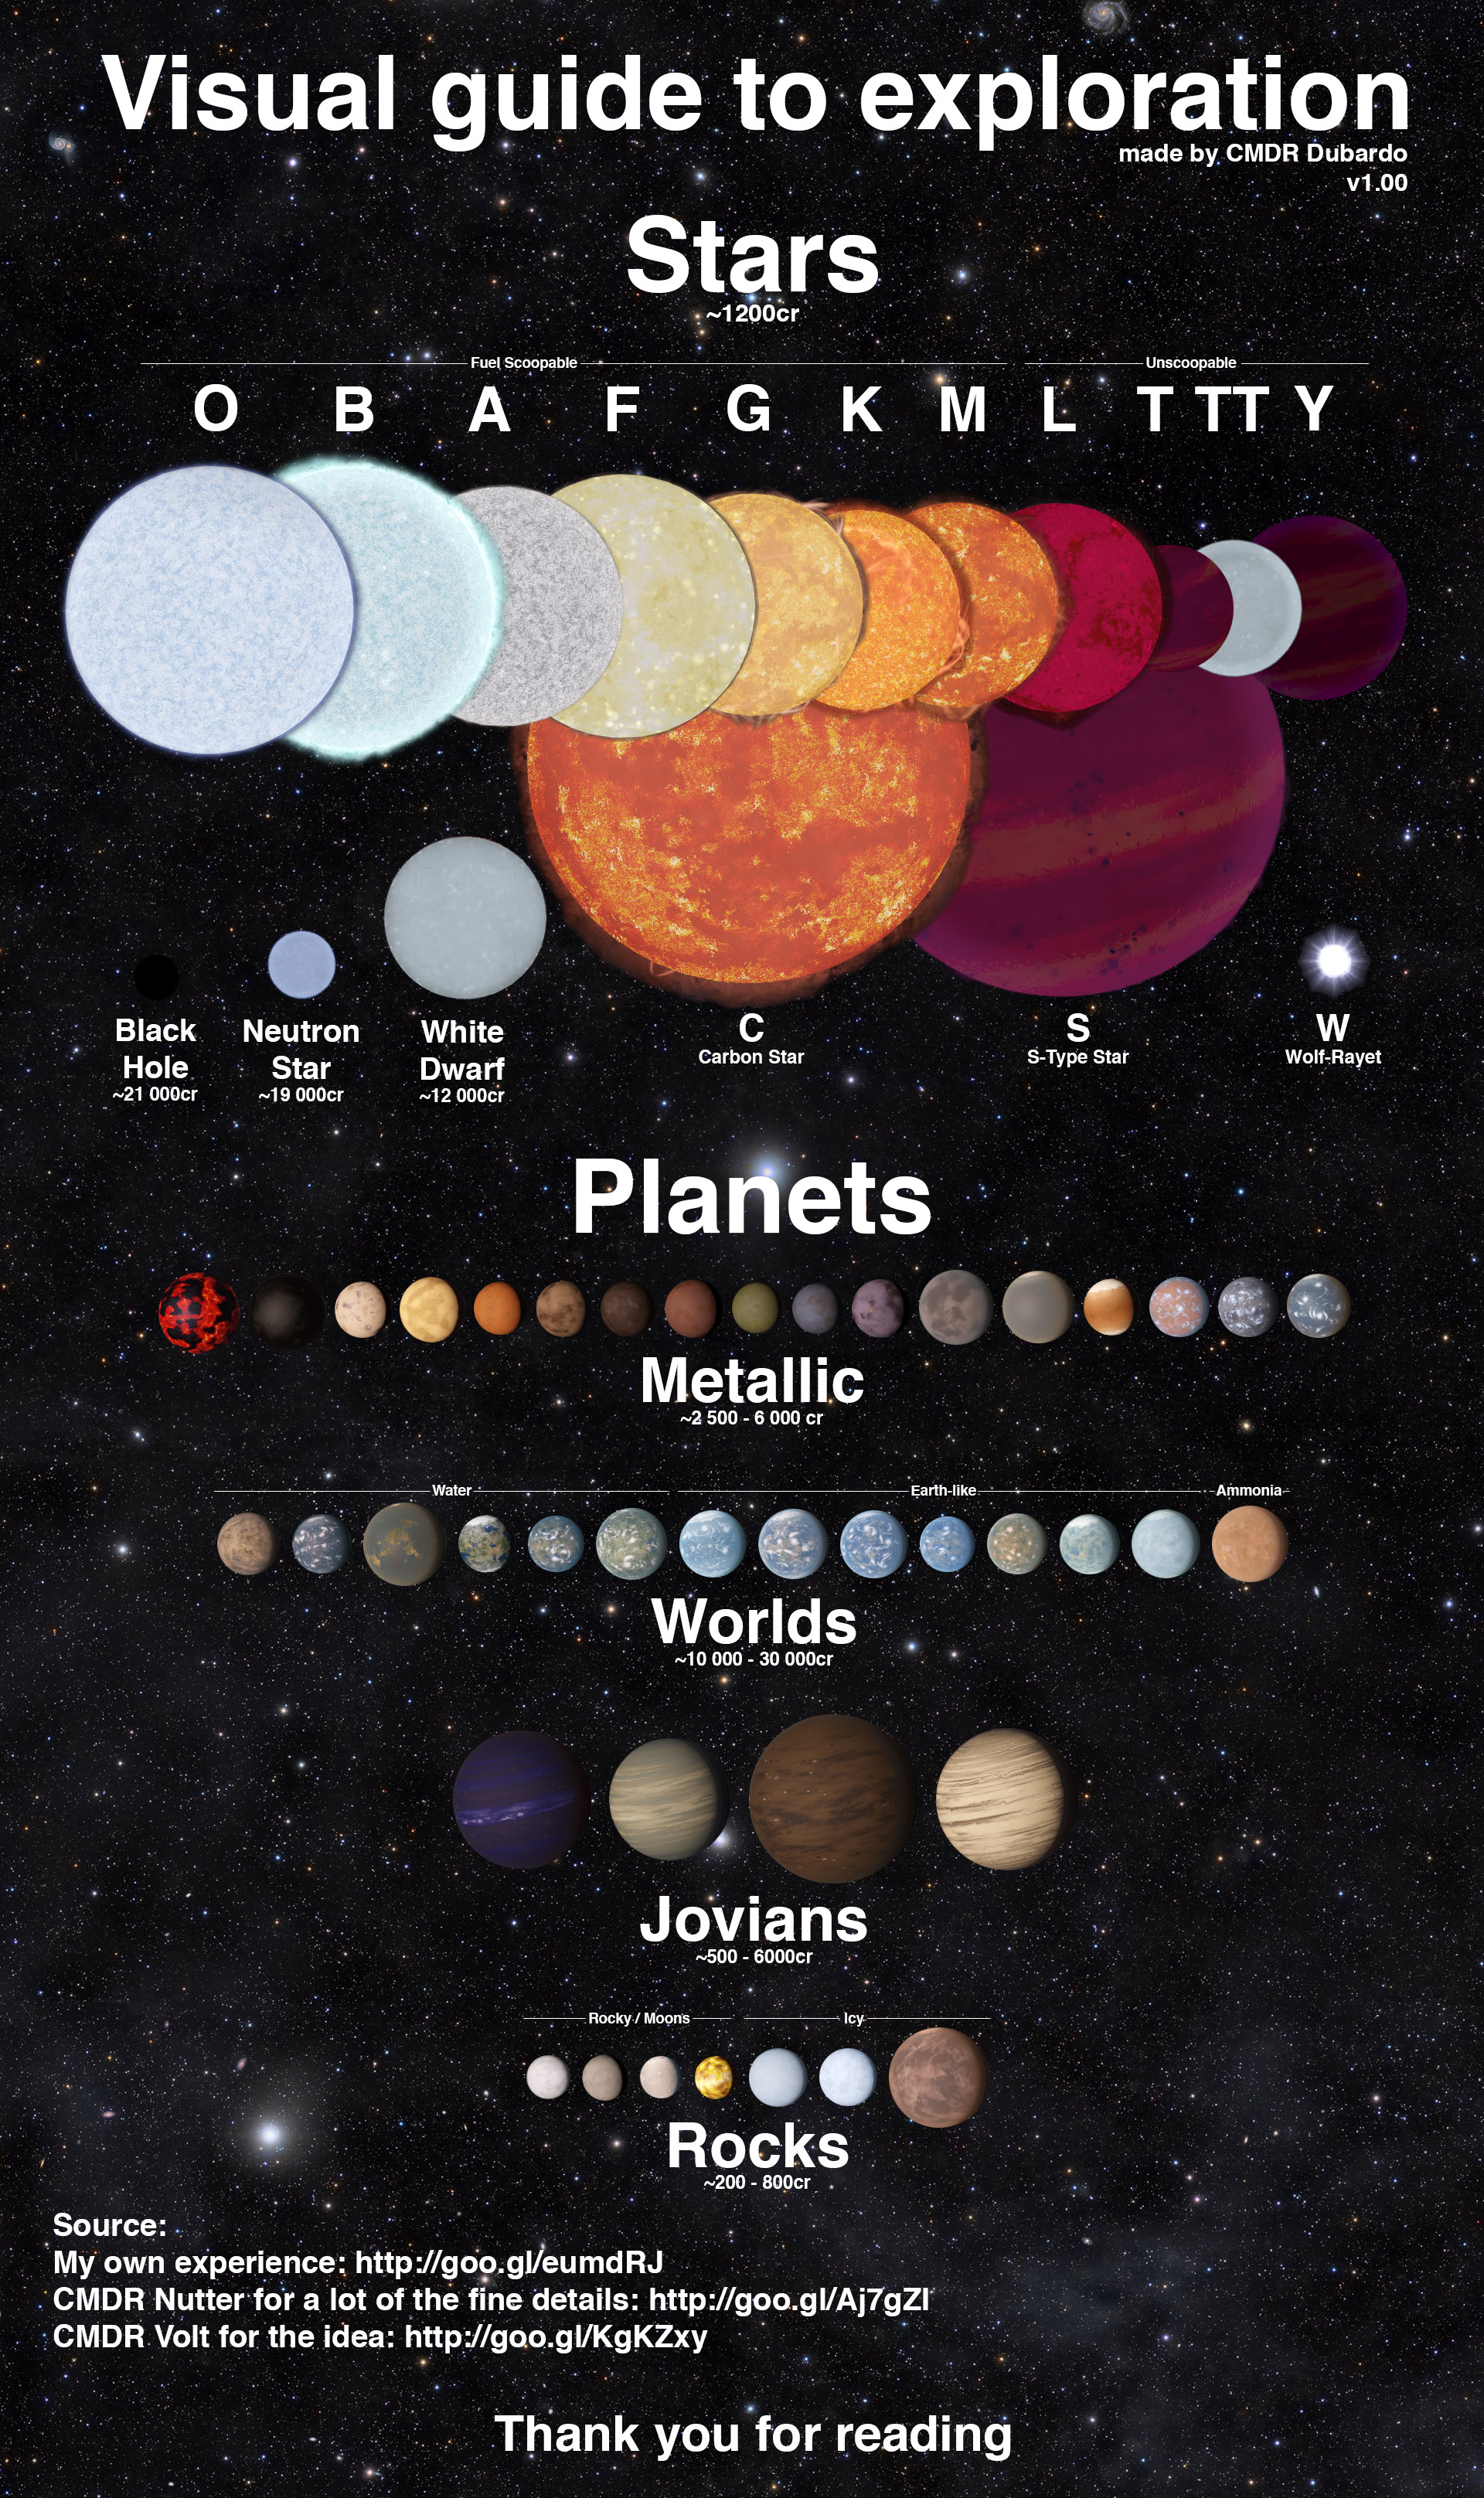 Visual guide to exploration
made by CMDR Dubardo
v1.00
Stars
~1200cr
Fuel Scoopable
Unscoopable
O B A F G K M L T TT Y
Black
Hole
~21 000cr
Neutron
Star
~19 000cr
White
Dwarf
~12 000cr
C
Carbon Star
S
S-Type Star
W
Wolf-Rayet
Planets
Metallic
~2 500 - 6 000 cr
Water
Earth-like
Ammonia
Worlds
~10 000 - 30 000cr
Jovians
~500 - 6000cr
Rocky / Moons
Icy
Rocks
~200 - 800cr
Source:
My own experience: http://goo.gl/eumdRJ
CMDR Nutter for a lot of the fine details: http://goo.gl/Aj7gZI
CMDR Volt for the idea: http://goo.gl/KgKZxy
Thank you for reading